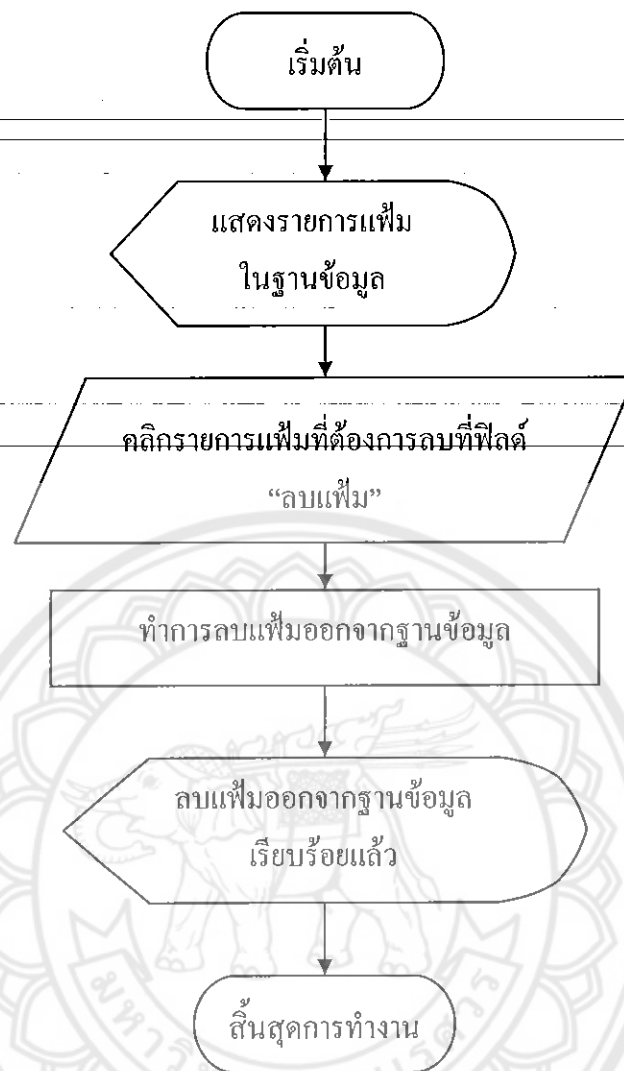 เริ่มต้น
แสดงรายการแฟ้ม
ในฐานข้อมูล
คลิกรายการแฟ้มที่ต้องการลบที่ฟิลด์
“ลบแฟ้ม”
ทำการลบแฟ้มออกจากฐานข้อมูล
ลบแฟ้มออกจากฐานข้อมูล
เรียบร้อยแล้ว
สิ้นสุดการทำงาน